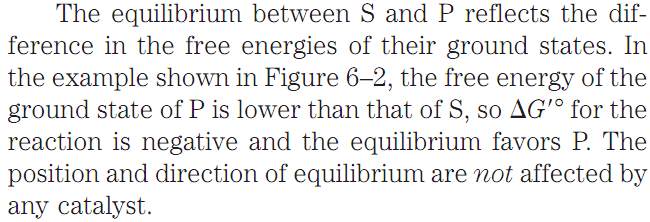 The equilibrium between S and P reflects the dif-
ference in the free energies of their ground states. In
the example shown in Figure 6–2, the free energy of the
ground state of P is lower than that of S, so ΔG′° for the
reaction is negative and the equilibrium favors P. The
position and direction of equilibrium are not affected by
any catalyst.